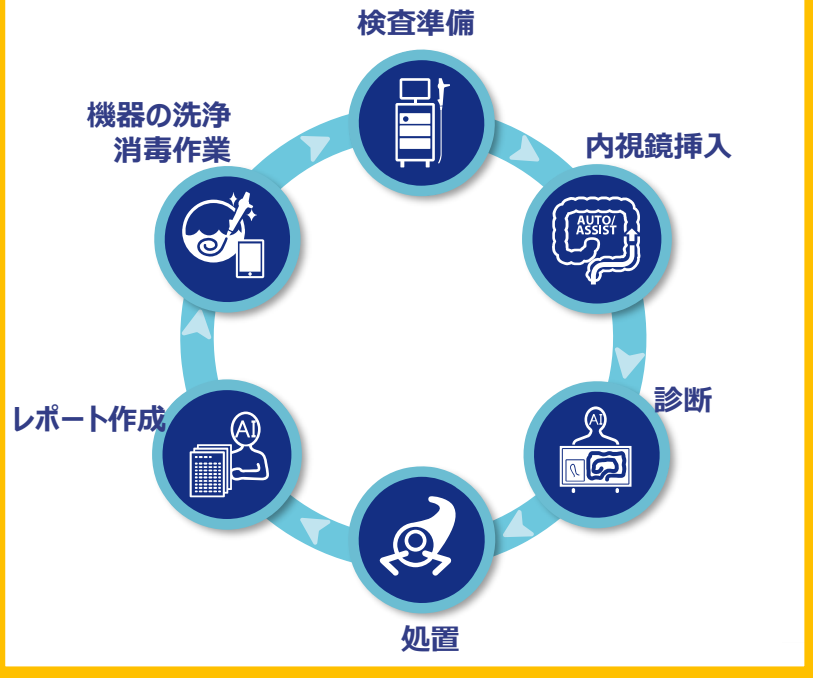 検査準備
内視鏡挿入
AUTO/
ASSIST
診断
AI
処置
レポート作成
AI
機器の洗浄
消毒作業